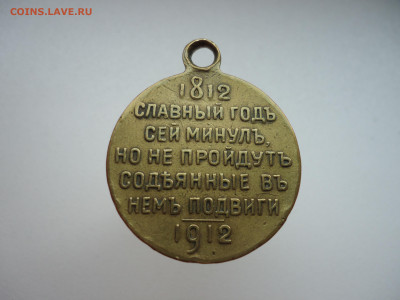 COINS.LAVE.RU
1812
СЛАВНЫЙ ГОДЪ
СЕЙ МИНУЛЪ,
НО НЕ ПРОЙДУТЪ
СОДѢЯННЫЕ ВЪ
НЕМЪ ПОДВИГИ
1912